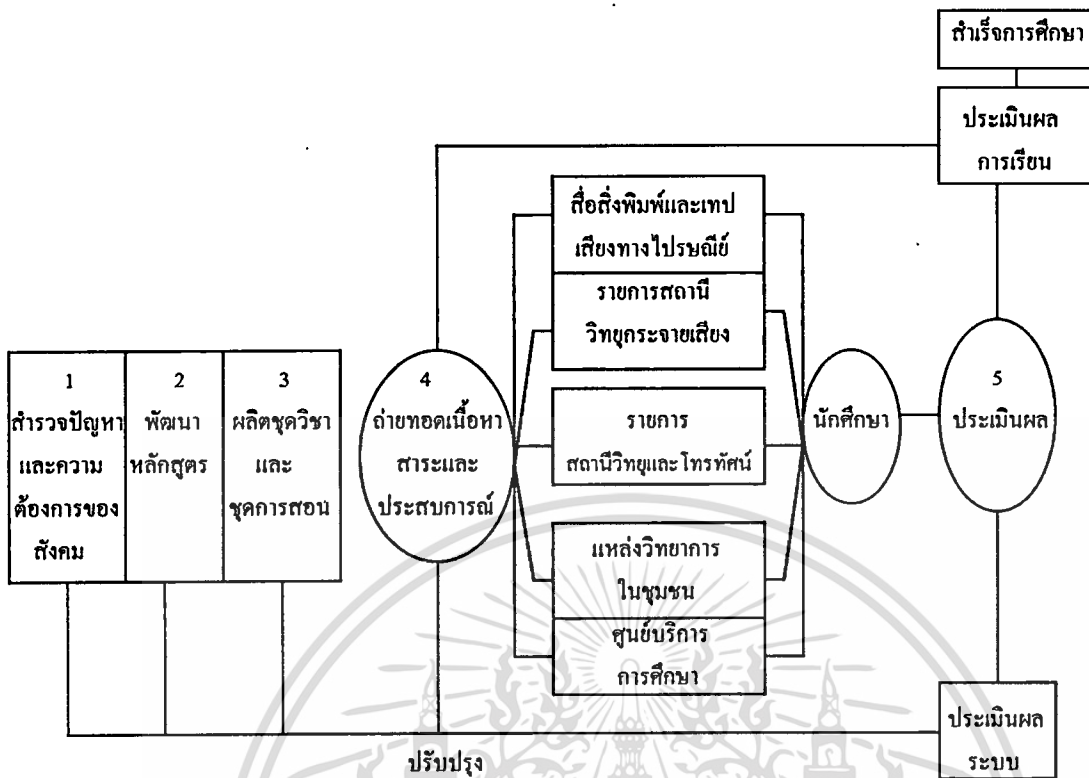 สำเร็จการศึกษา
ประเมินผล
การเรียน
สื่อสิ่งพิมพ์และเทป
เสียงทางไปรษณีย์
รายการสถานี
วิทยุกระจายเสียง
1
สำรวจปัญหา
และความ
ต้องการของ
สังคม
2
พัฒนา
หลักสูตร
3
ผลิตชุดวิชา
และ
ชุดการสอน
4
ถ่ายทอดเนื้อหา
สาระและ
ประสบการณ์
รายการ
สถานีวิทยุและโทรทัศน์
นักศึกษา
5
ประเมินผล
แหล่งวิทยาการ
ในชุมชน
ศูนย์บริการ
การศึกษา
ประเมินผล
ระบบ
ปรับปรุง